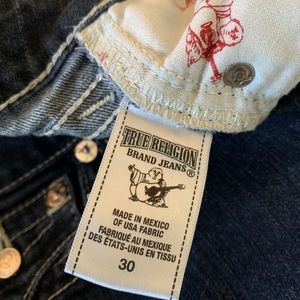 TRUE RELIGION
BRAND JEANS®
MADE IN MEXICO
OF USA FABRIC
FABRIQUÉ AU MEXIQUE
DES ÉTATS-UNIS EN TISSU
30